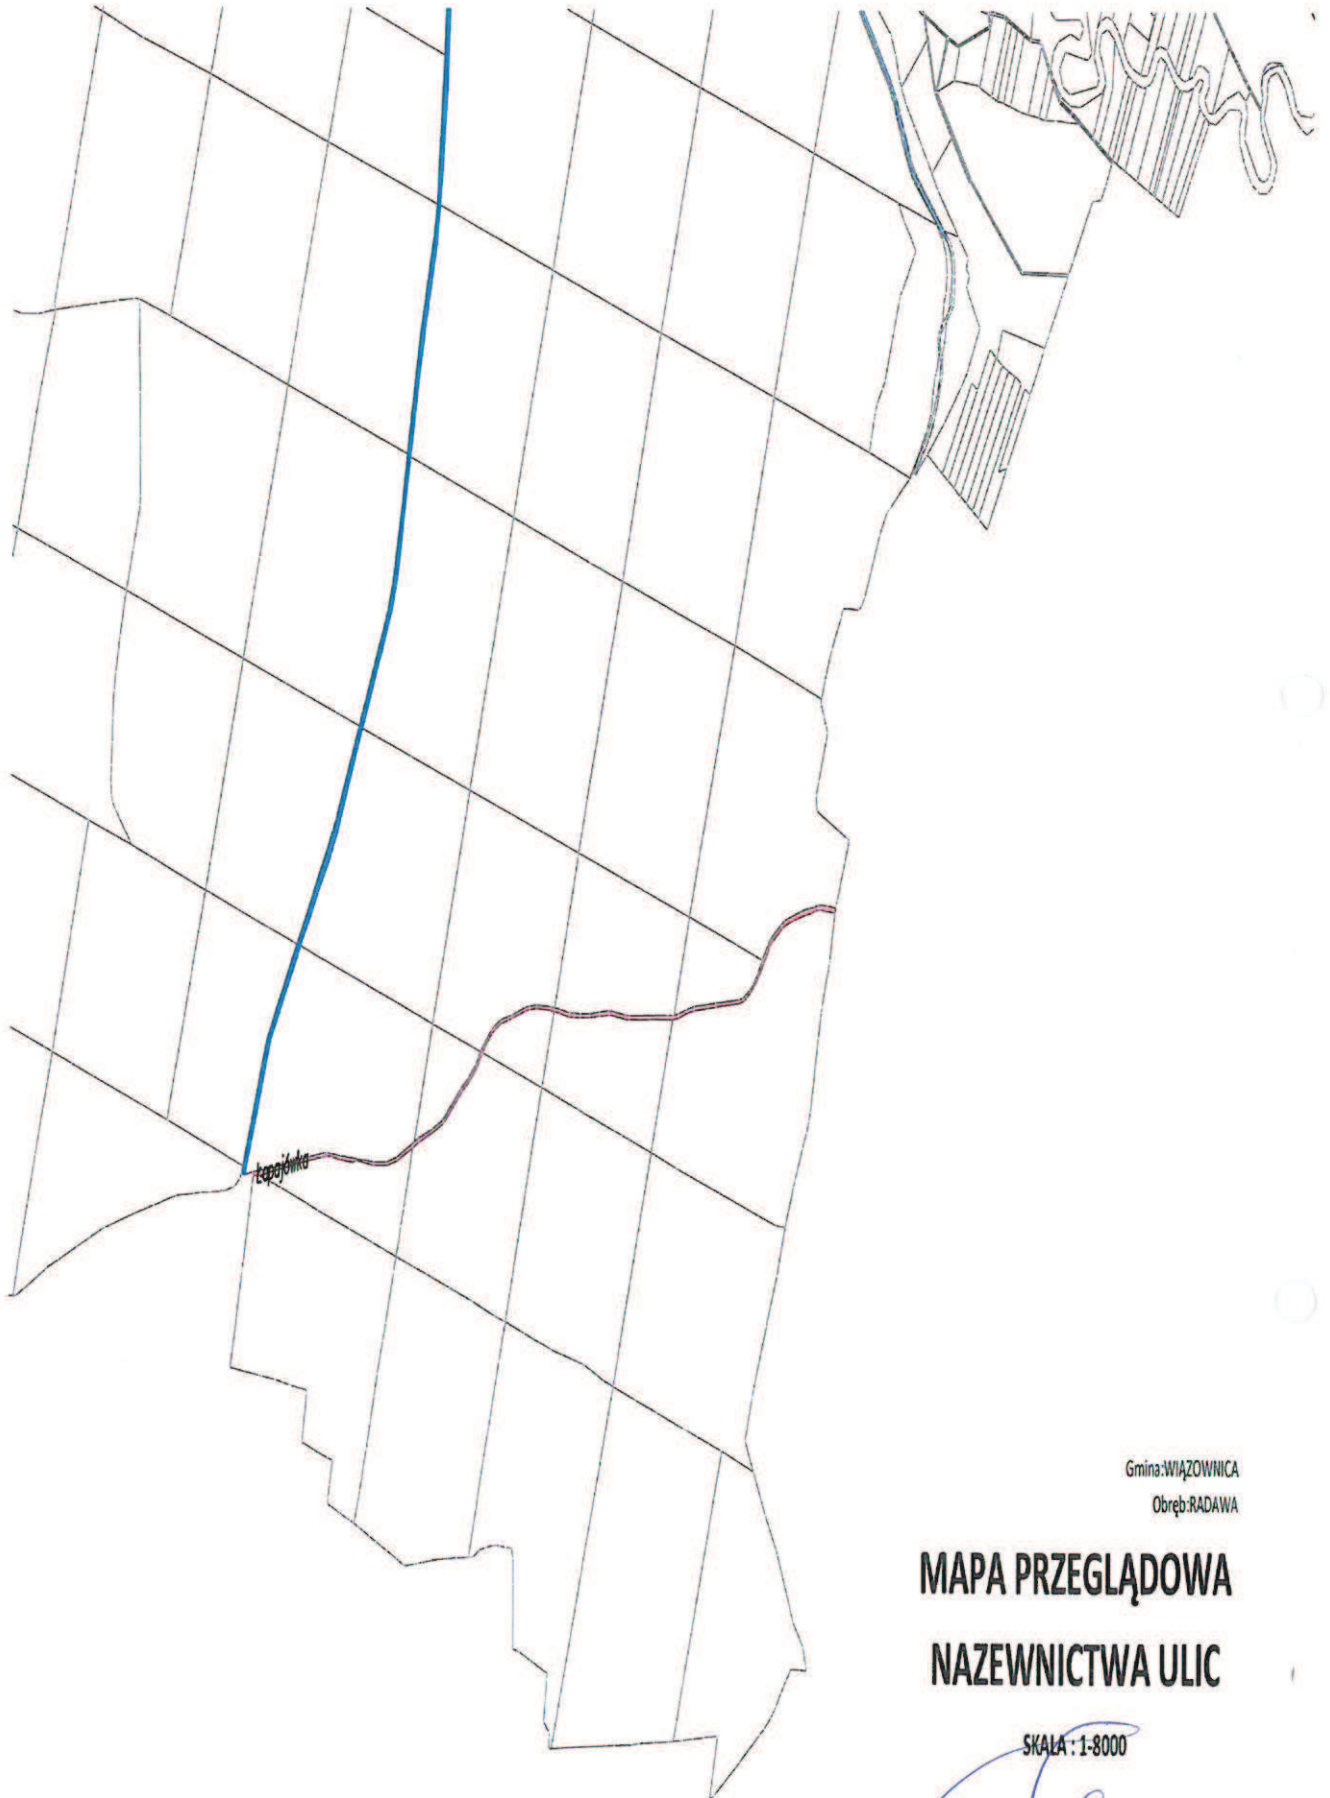 Łapajówka
Gmina:WIĄZOWNICA
Obręb:RADAWA
MAPA PRZEGLĄDOWA
NAZEWNICTWA ULIC
SKALA : 1-8000